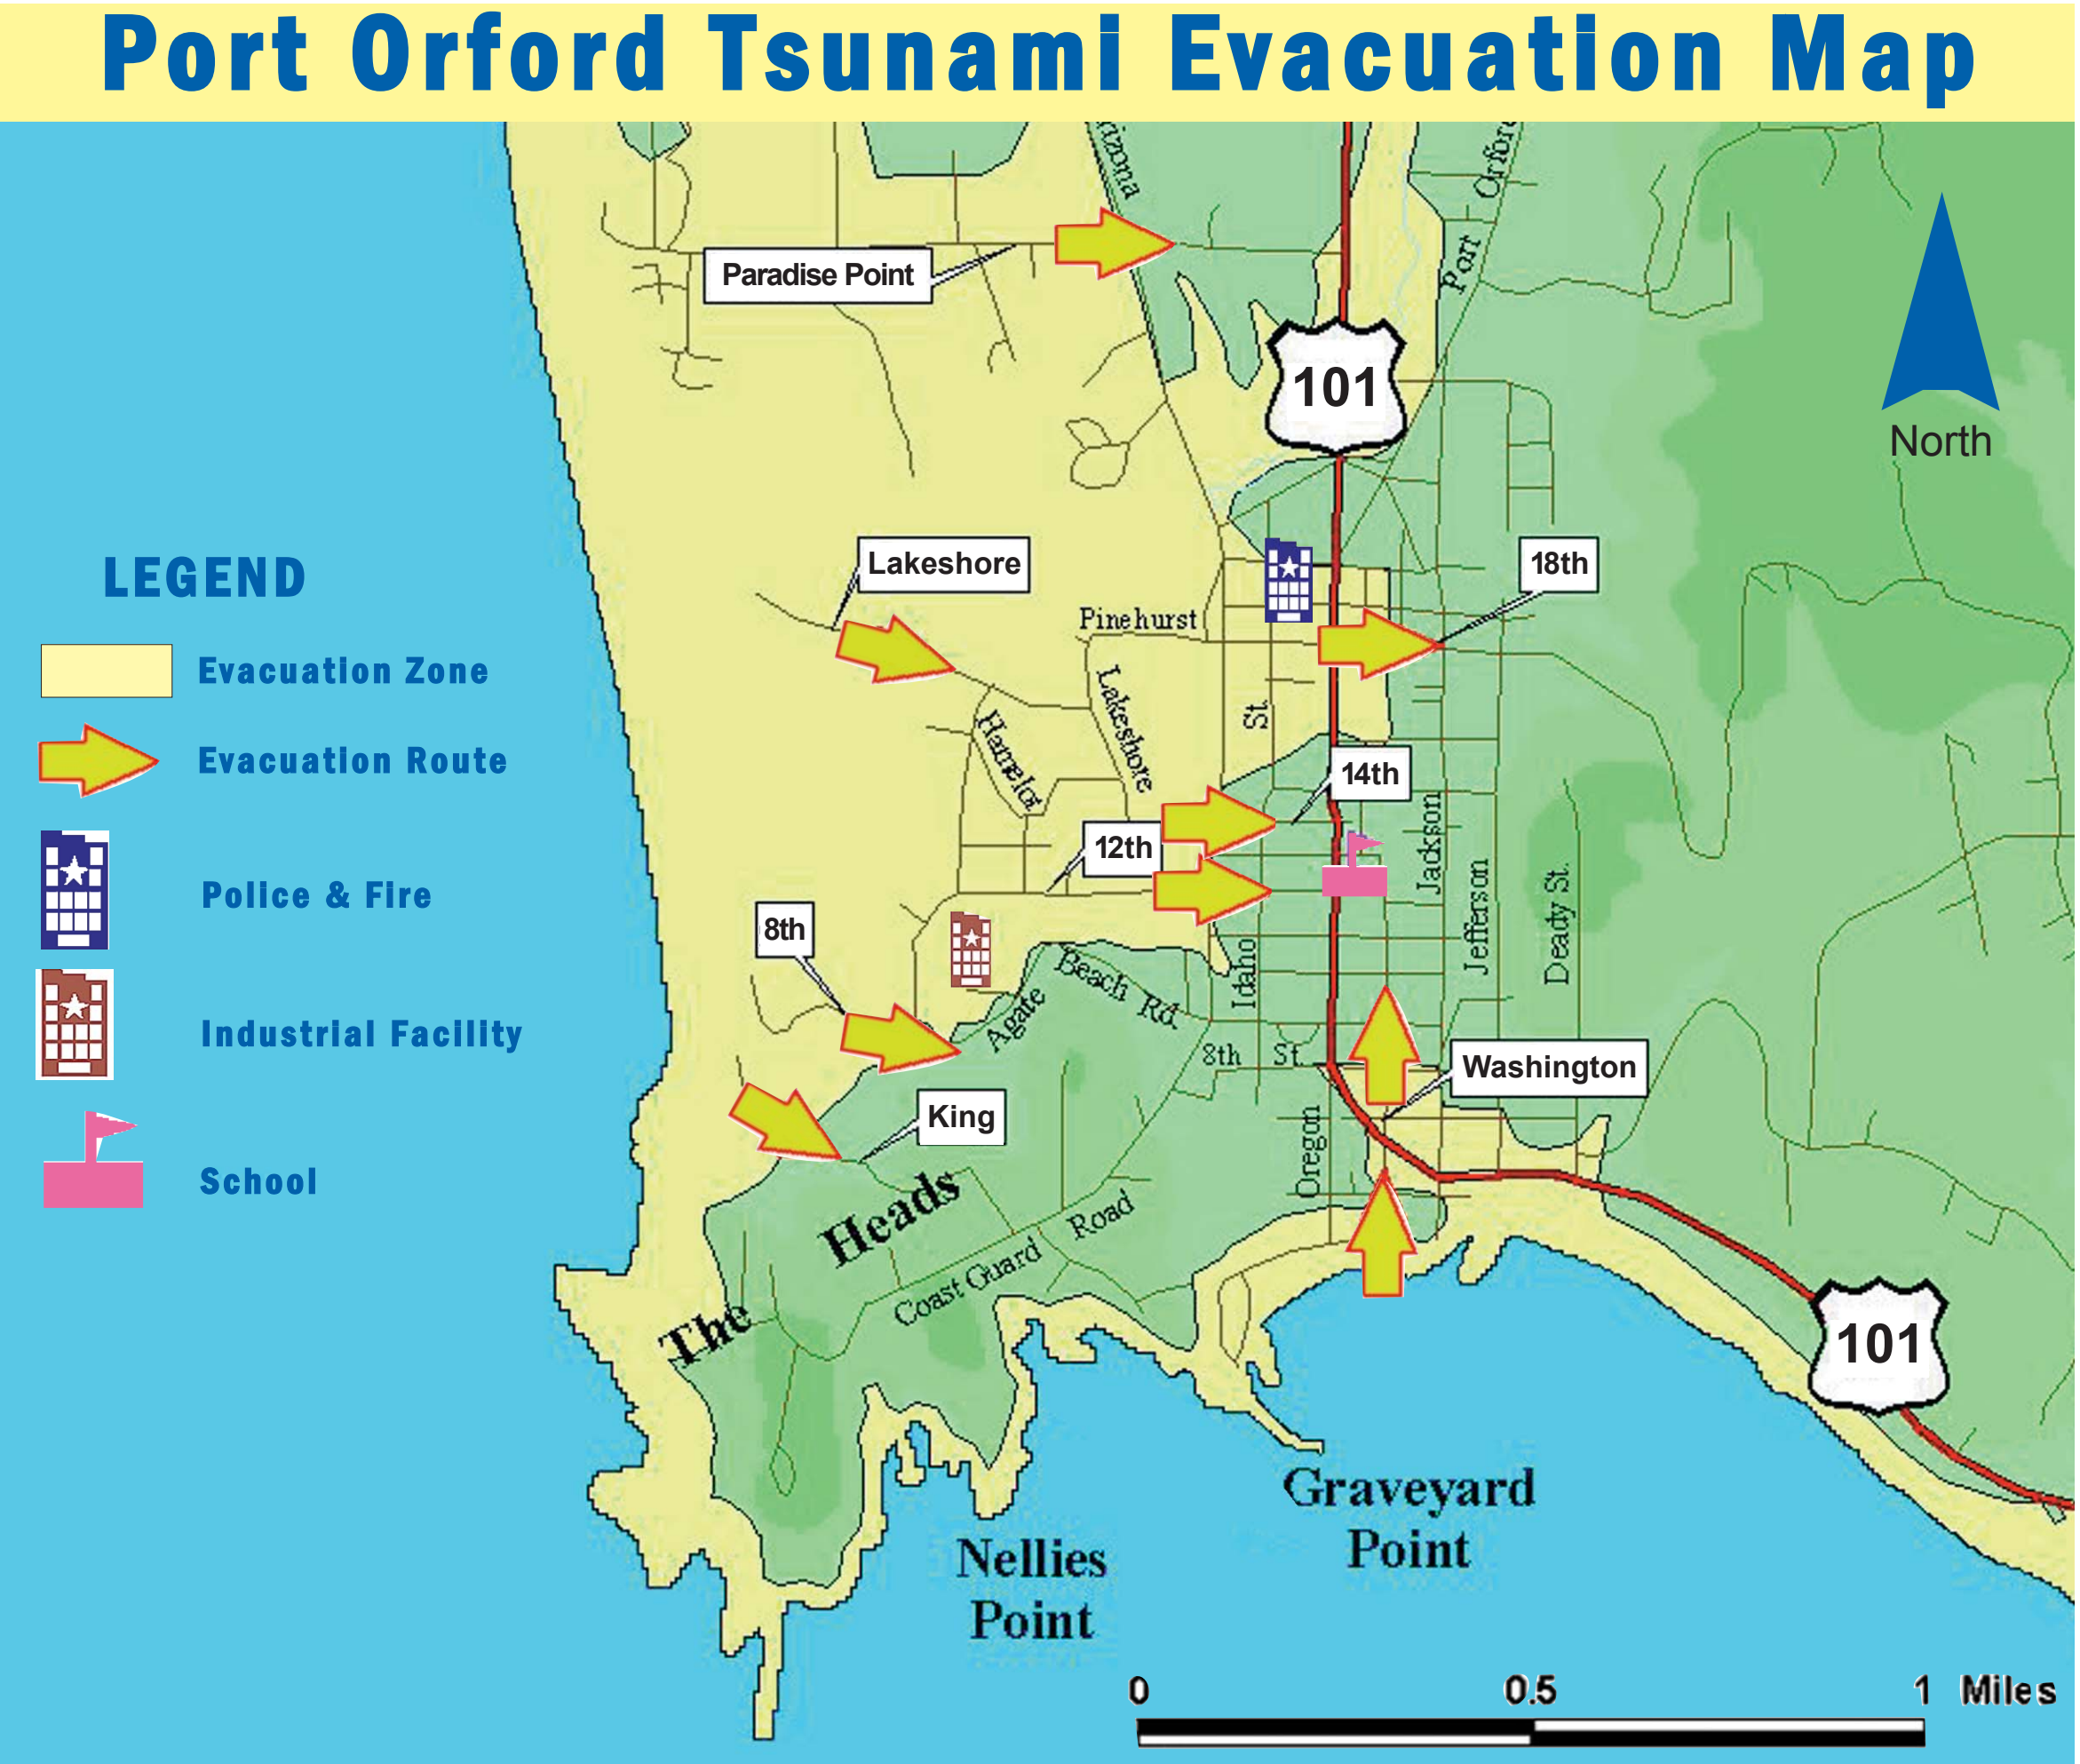 Port Orford Tsunami Evacuation Map
Orford
Port
Paradise Point
101
North
LEGEND
Evacuation Zone
Evacuation Route
Police & Fire
Industrial Facility
School
Lakeshore
18th
Pinehurst
Lakeshore
St.
Hamelot
14th
12th
Jackson
Jefferson
Deady St.
8th
Idaho
Agate
Beach Rd.
8th St.
Washington
King
Oregon
The Heads
Coast Guard Road
101
Graveyard
Point
Nellies
Point
0 0.5 1 Miles